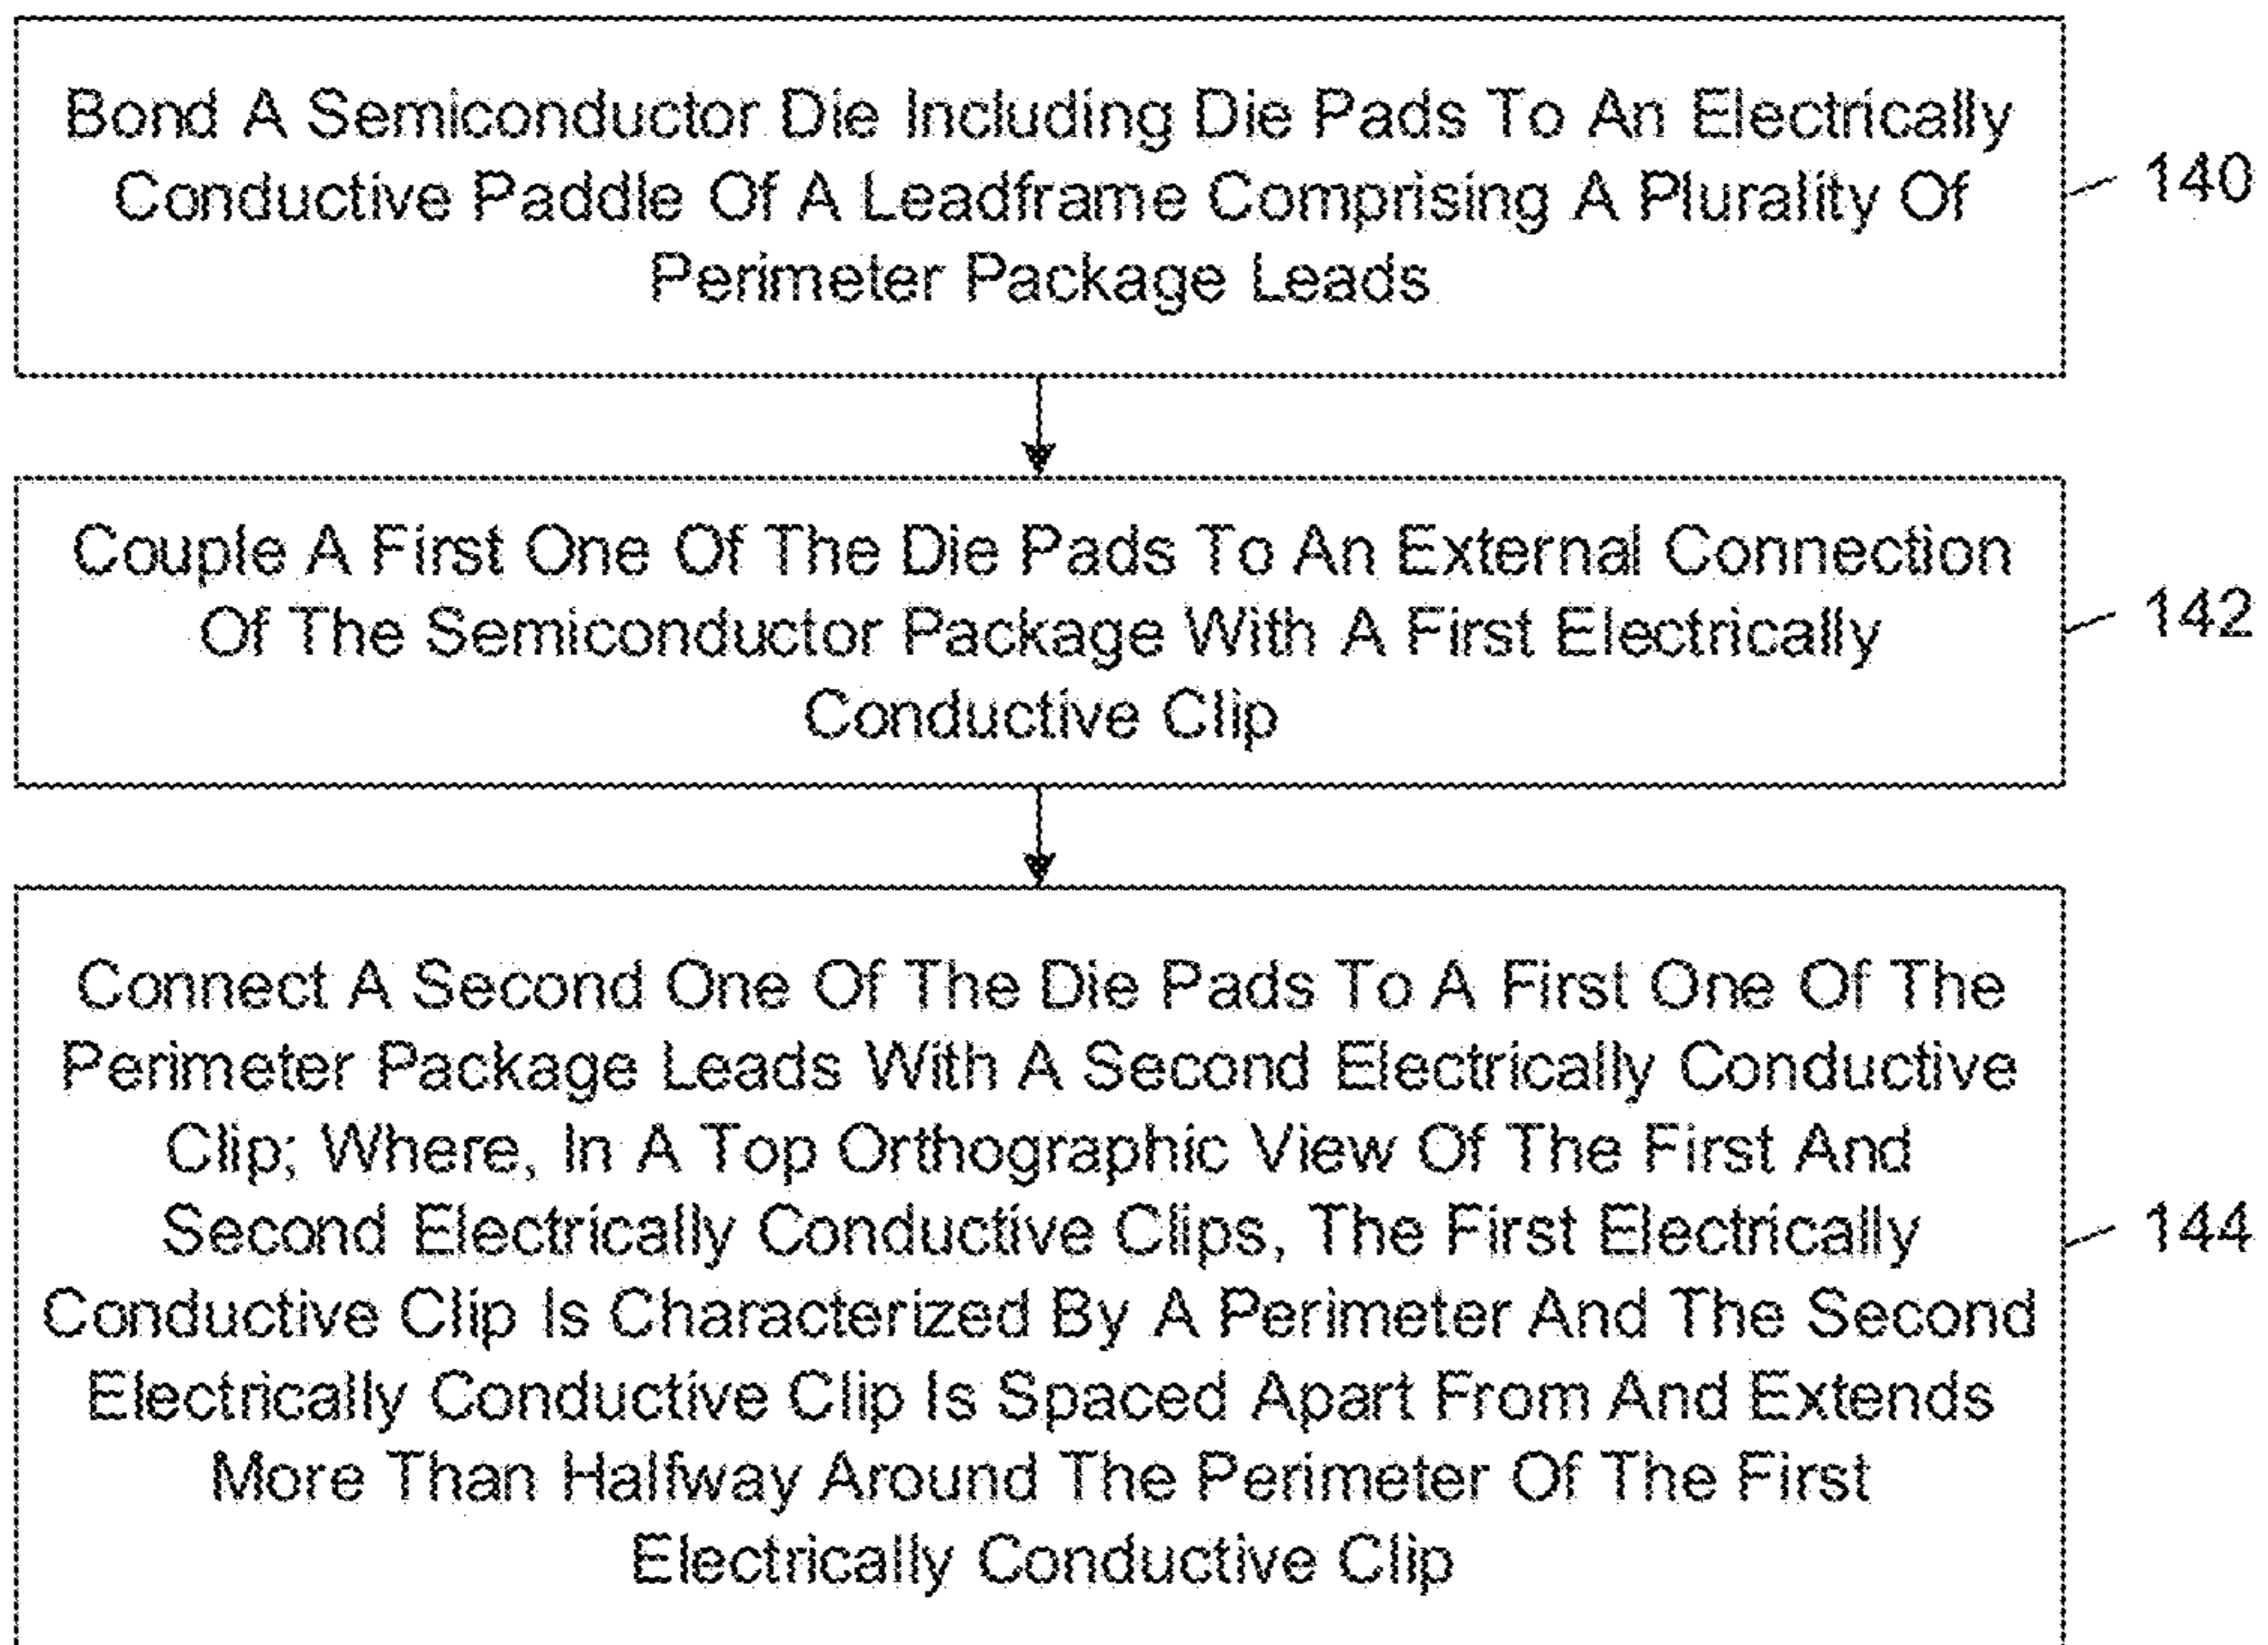 Bond A Semiconductor Die Including Die Pads To An Electrically
Conductive Paddle Of A Leadframe Comprising A Plurality Of
Perimeter Package Leads
140
Couple A First One Of The Die Pads To An External Connection
Of The Semiconductor Package With A First Electrically
Conductive Clip
142
Connect A Second One Of The Die Pads To A First One Of The
Perimeter Package Leads With A Second Electrically Conductive
Clip; Where, In A Top Orthographic View Of The First And
Second Electrically Conductive Clips, The First Electrically
Conductive Clip Is Characterized By A Perimeter And The Second
Electrically Conductive Clip Is Spaced Apart From And Extends
More Than Halfway Around The Perimeter Of The First
Electrically Conductive Clip
144